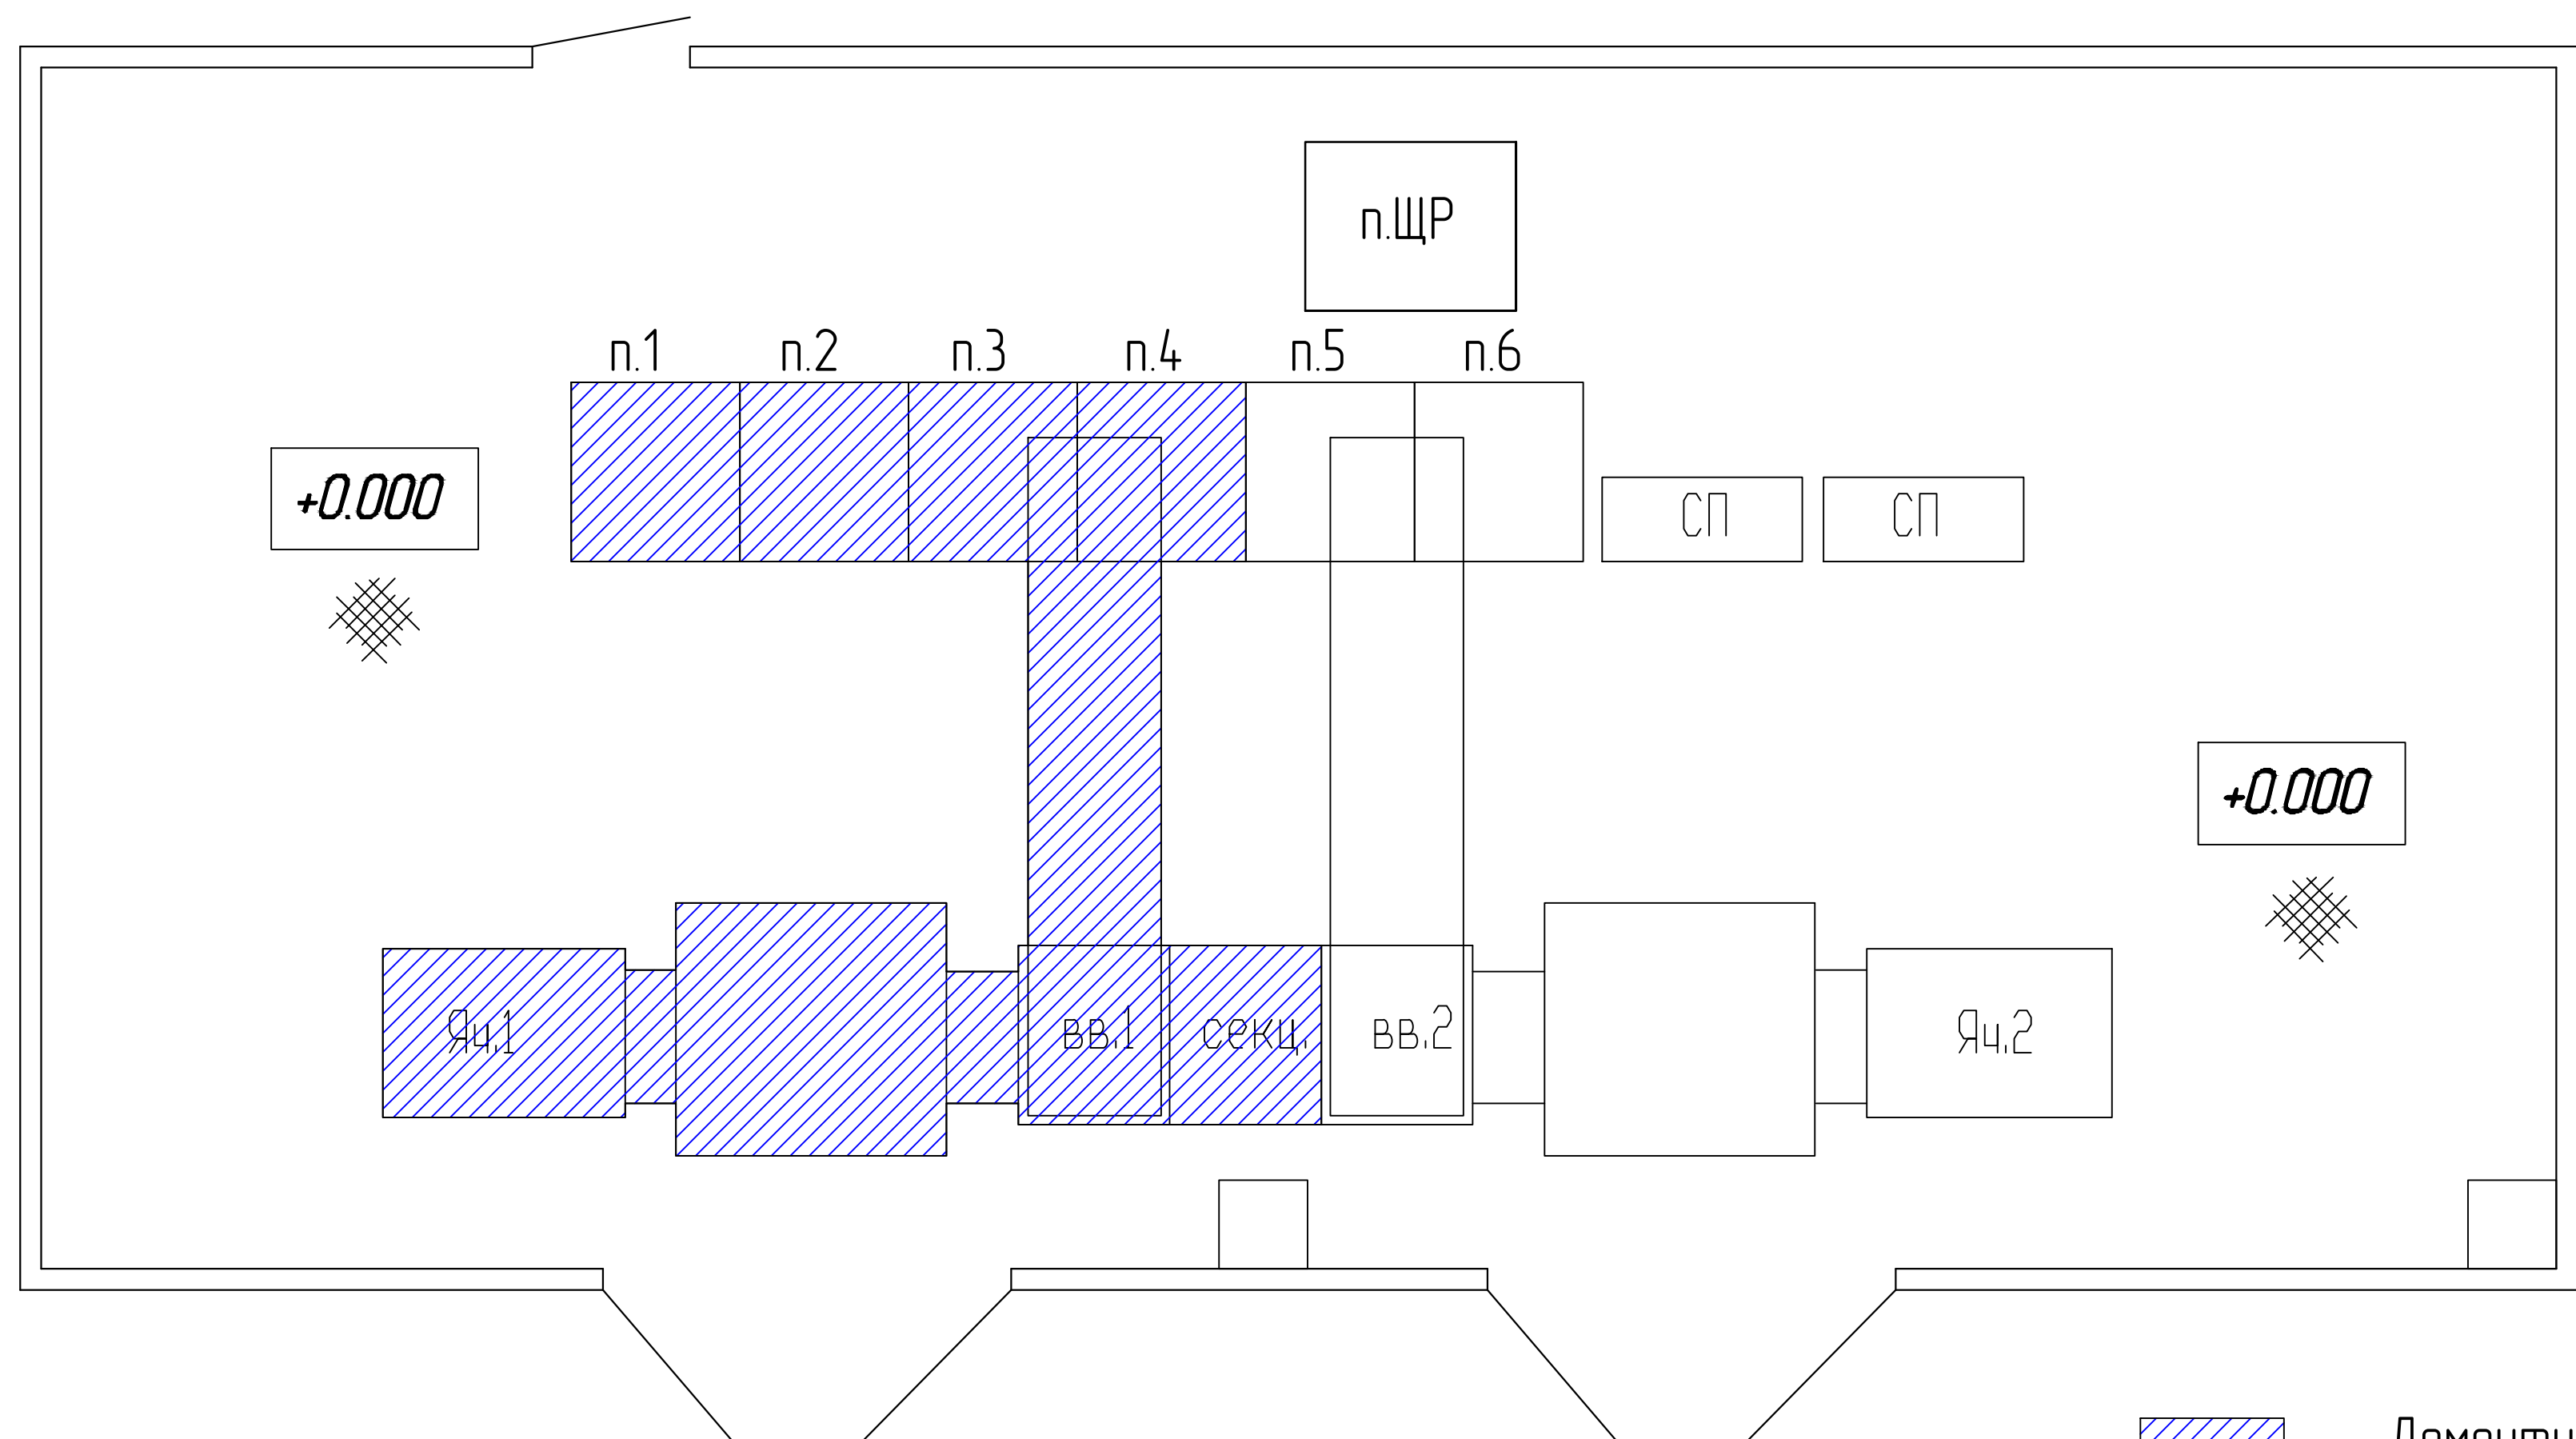 п.ЩР
п.1 п.2 п.3 п.4 п.5 п.6
+0.000
СП СП
+0.000
Яч.1 вв.1 секц. вв.2 Яч.2